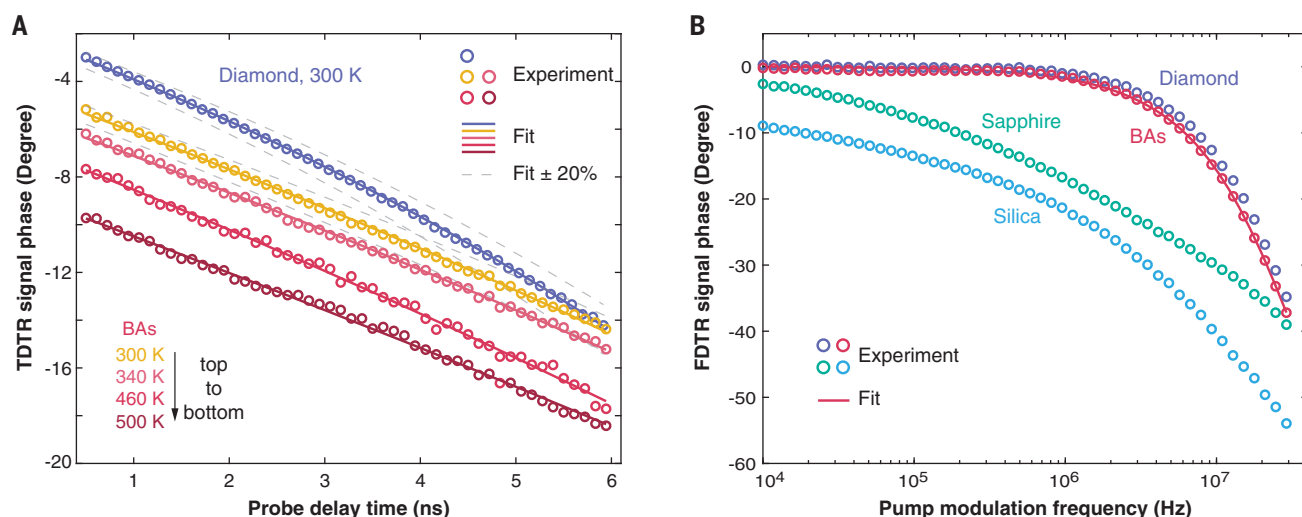 A
TDTR signal phase (Degree)
-4
-8
-12
-16
-20
Diamond, 300 K
Experiment
Fit
Fit ± 20%
BAs
300 K
340 K
460 K
500 K
top
to
bottom
1 2 3 4 5 6
Probe delay time (ns)
B
FDTR signal phase (Degree)
0
-10
-20
-30
-40
-50
-60
Diamond
BAs
Sapphire
Silica
Experiment
Fit
10⁴ 10⁵ 10⁶ 10⁷
Pump modulation frequency (Hz)